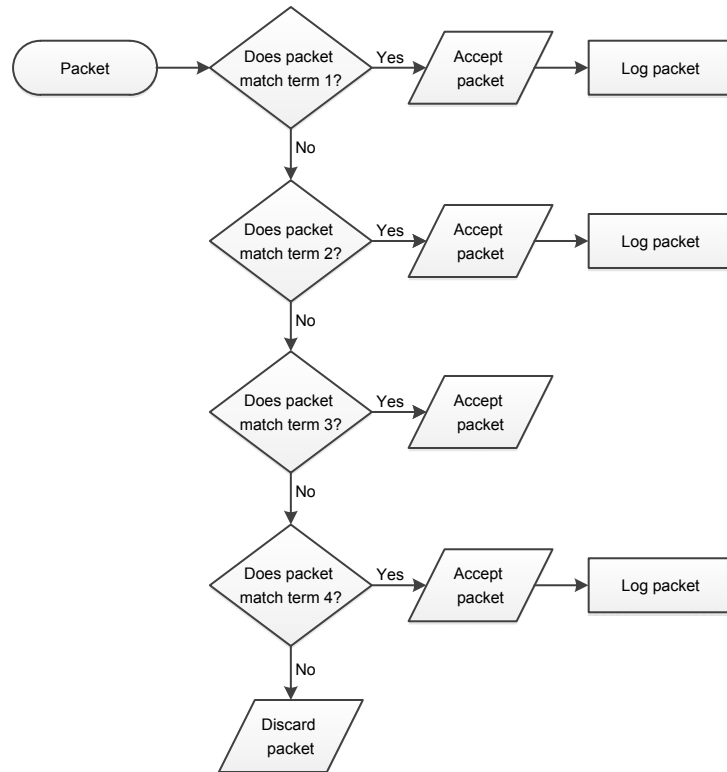 Packet
Does packet
match term 1?
Yes
Accept
packet
Log packet
No
Does packet
match term 2?
Yes
Accept
packet
Log packet
No
Does packet
match term 3?
Yes
Accept
packet
No
Does packet
match term 4?
Yes
Accept
packet
Log packet
No
Discard
packet